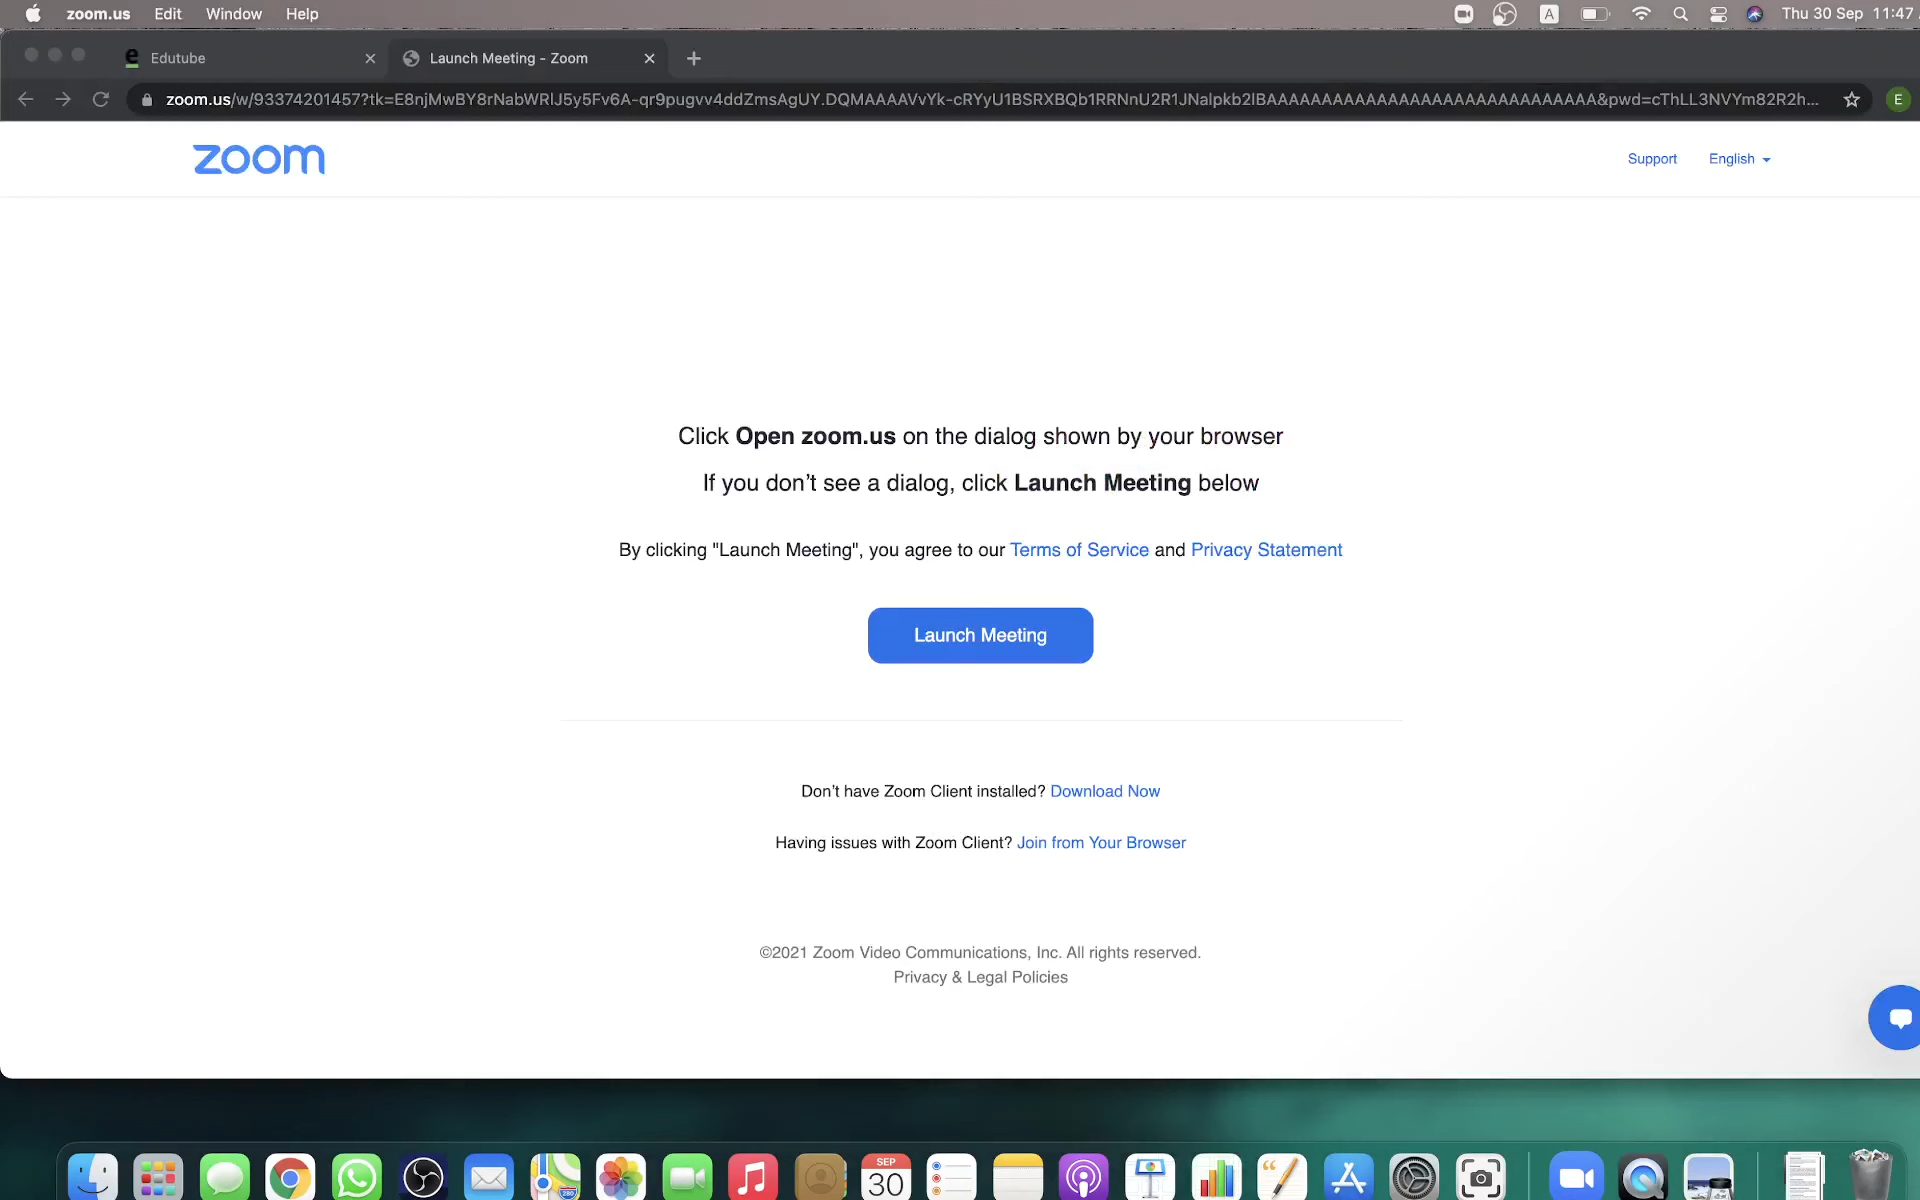 zoom.us Edit Window Help A Thu 30 Sep 11:47
e Edutube Launch Meeting - Zoom
zoom.us/w/93374201457?tk=E8njMwBY8rNabWRlJ5y5Fv6A-qr9pugvv4ddZmsAgUY.DQMAAAAVvYk-cRYyU1BSRXBQb1RRNnU2R1JNalpkb2lBAAAAAAAAAAAAAAAAAAAAAAAAAAAAAA&pwd=cThLL3NVYm82R2h... E
zoom
Support English
Click Open zoom.us on the dialog shown by your browser
If you don’t see a dialog, click Launch Meeting below
By clicking "Launch Meeting", you agree to our Terms of Service and Privacy Statement
Launch Meeting
Don’t have Zoom Client installed? Download Now
Having issues with Zoom Client? Join from Your Browser
©2021 Zoom Video Communications, Inc. All rights reserved.
Privacy & Legal Policies
SEP
30
280